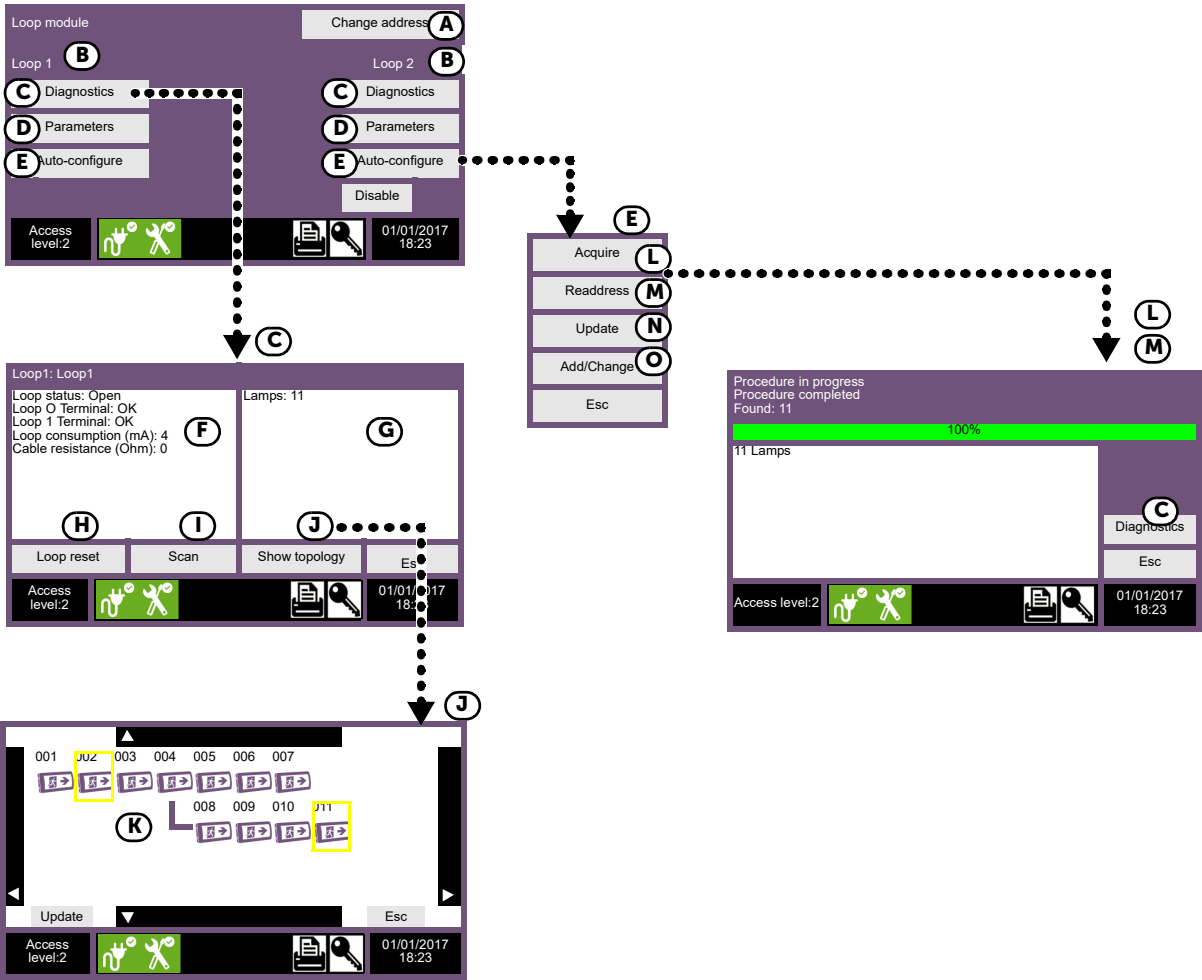 Loop module
Change address
A
Loop 1
B
Loop 2
B
C
Diagnostics
C
Diagnostics
D
Parameters
D
Parameters
E
Auto-configure
E
Auto-configure
Disable
Access
level:2
01/01/2017
18:23
E
Acquire
L
Readdress
M
Update
N
Add/Change
O
Esc
L
M
C
Loop1: Loop1
Loop status: Open
Loop O Terminal: OK
Loop 1 Terminal: OK
Loop consumption (mA): 4
Cable resistance (Ohm): 0
F
Lamps: 11
G
H
I
J
Loop reset
Scan
Show topology
Access
level:2
18:23
Procedure in progress
Procedure completed
Found: 11
100%
11 Lamps
C
Diagnostics
Esc
Access level:2
01/01/2017
18:23
J
001 002 003 004 005 006 007
008 009 010 011
K
Update
Esc
Access
level:2
01/01/2017
18:23